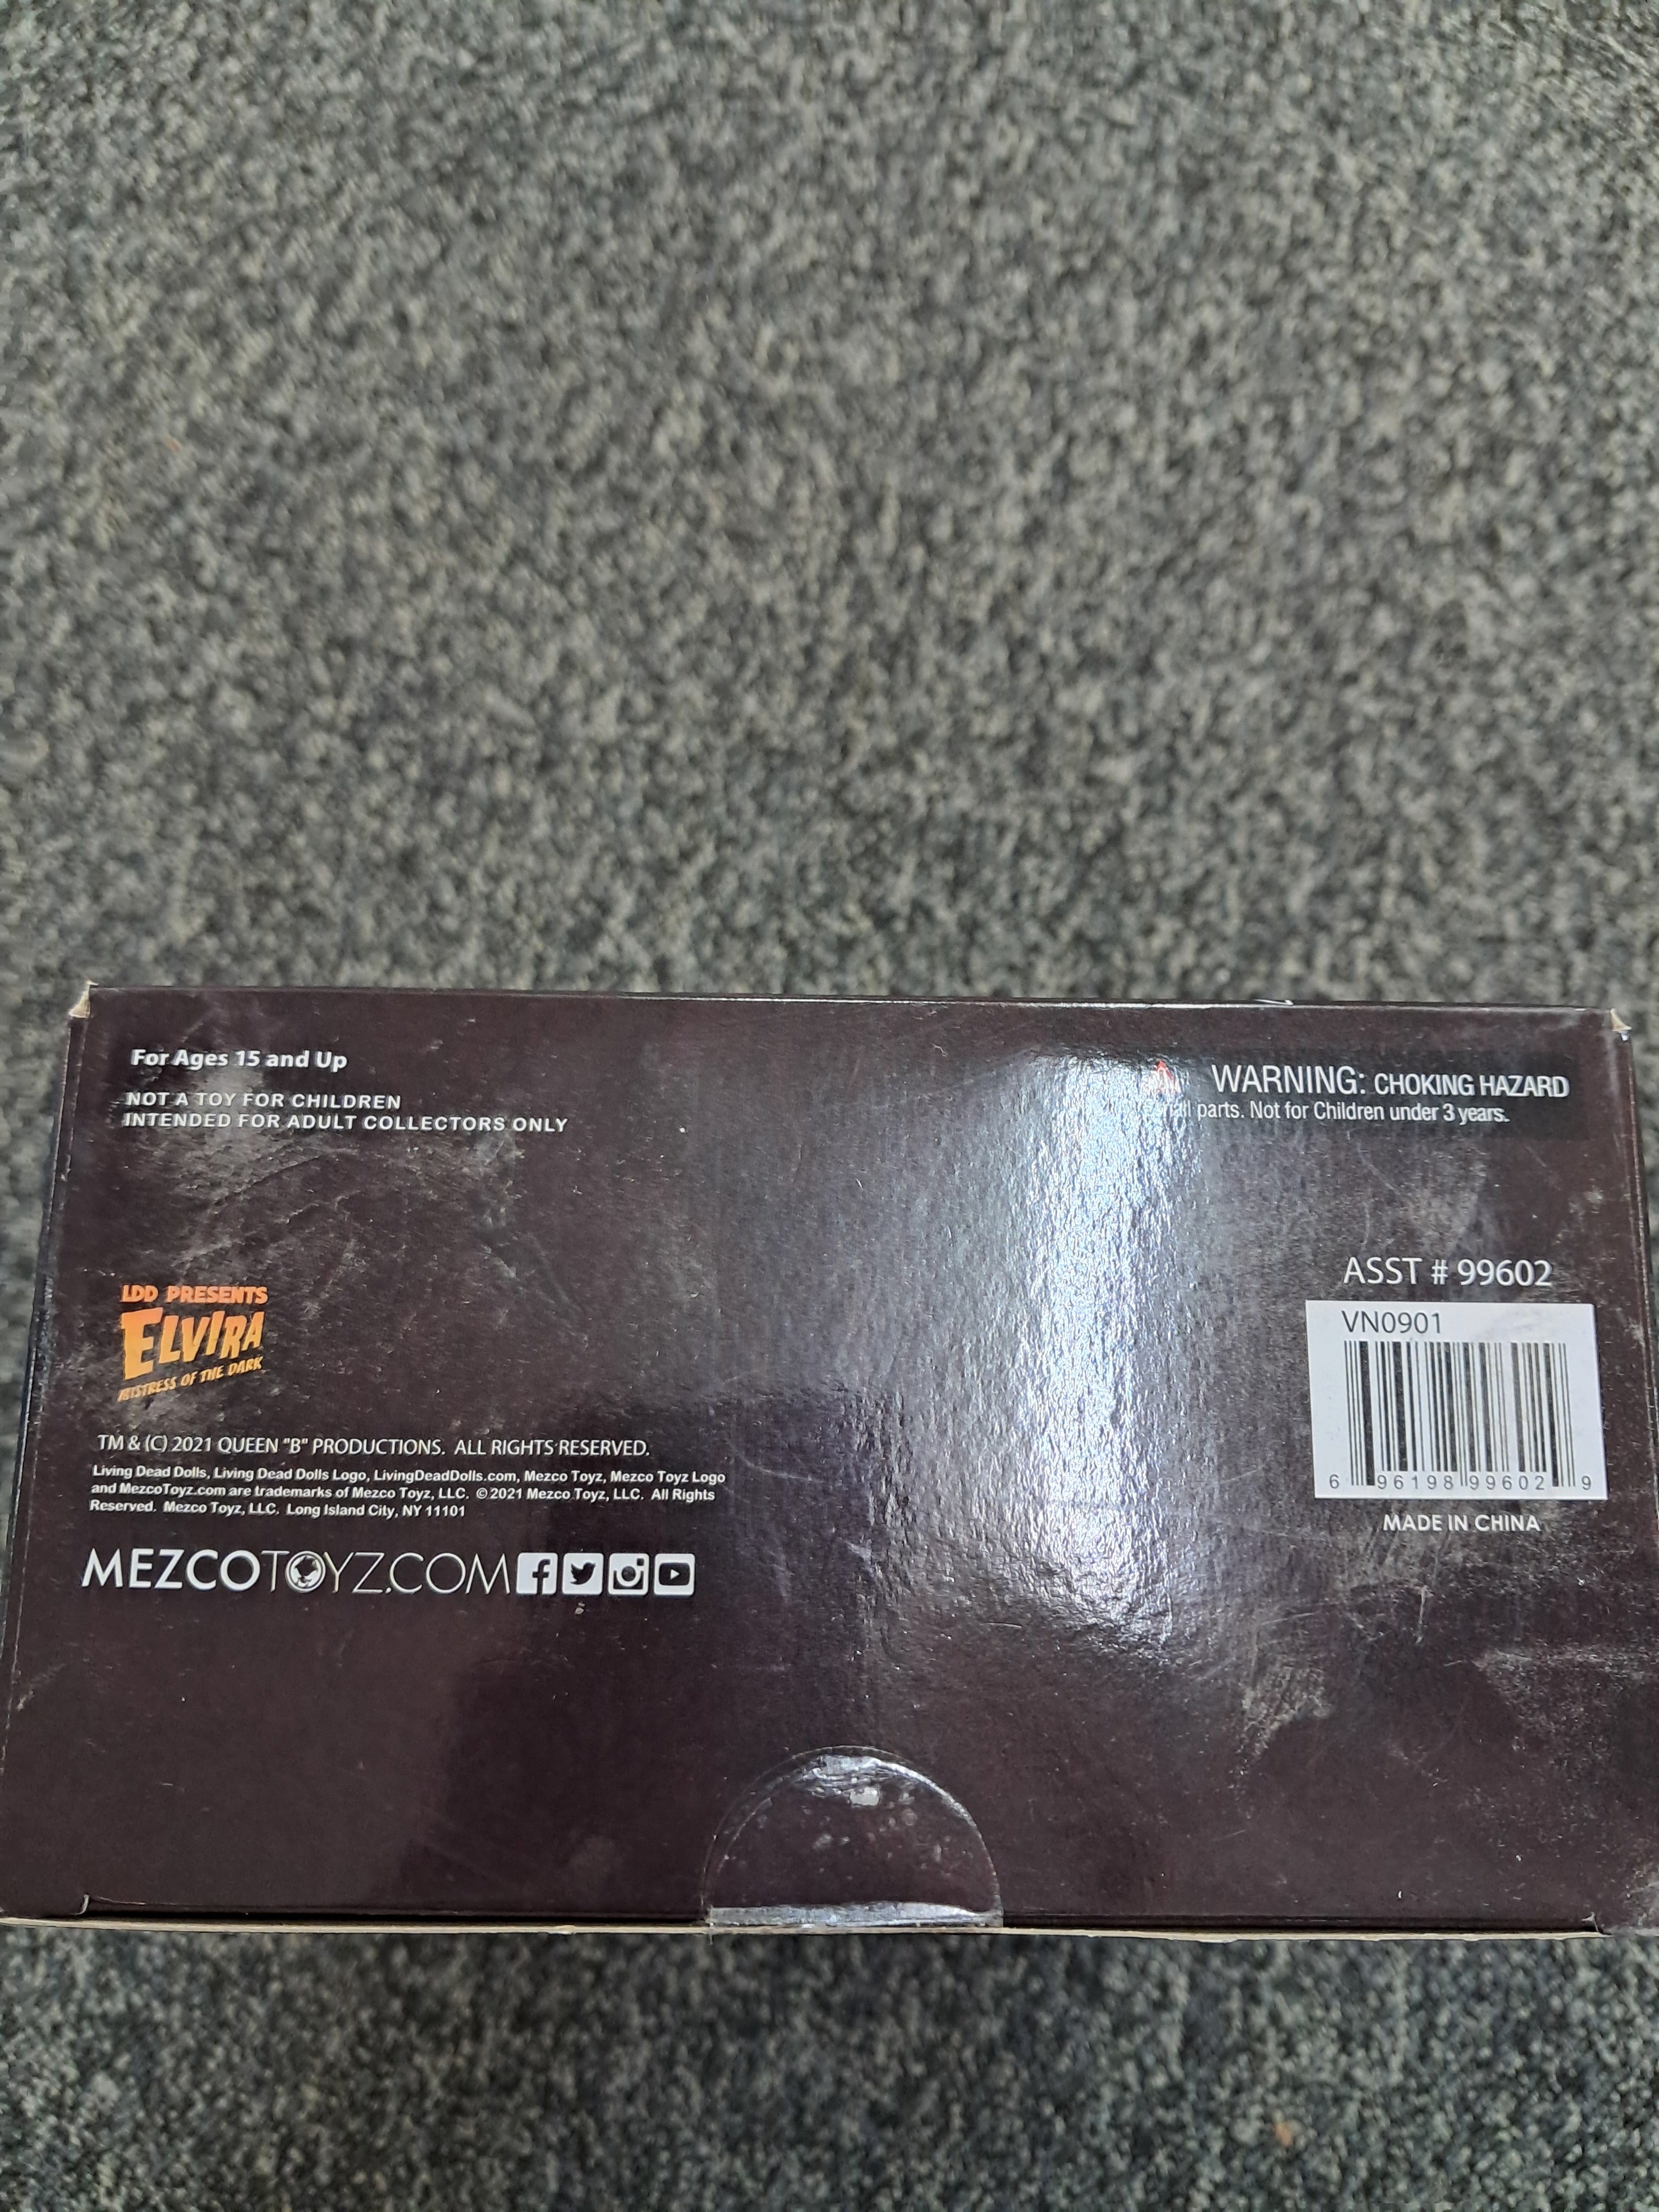 For Ages 15 and Up
NOT A TOY FOR CHILDREN
INTENDED FOR ADULT COLLECTORS ONLY
WARNING: CHOKING HAZARD
parts. Not for Children under 3 years.
LDD PRESENTS
ELVIRA
MISTRESS OF THE DARK
TM & (C) 2021 QUEEN "B" PRODUCTIONS. ALL RIGHTS RESERVED.
Living Dead Dolls, Living Dead Dolls Logo, LivingDeadDolls.com, Mezco Toyz, Mezco Toyz Logo
and MezcoToyz.com are trademarks of Mezco Toyz, LLC. ©2021 Mezco Toyz, LLC. All Rights
Reserved. Mezco Toyz, LLC. Long Island City, NY 11101
MEZCOTOYZ.COM
ASST # 99602
VN0901
6 96198 99602 9
MADE IN CHINA